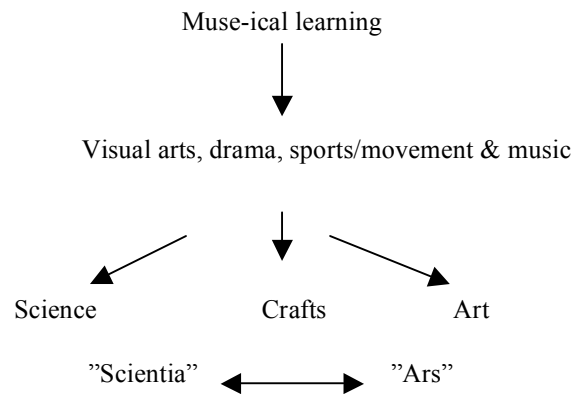 Muse-ical learning
Visual arts, drama, sports/movement & music
Science Crafts Art
”Scientia” ”Ars”